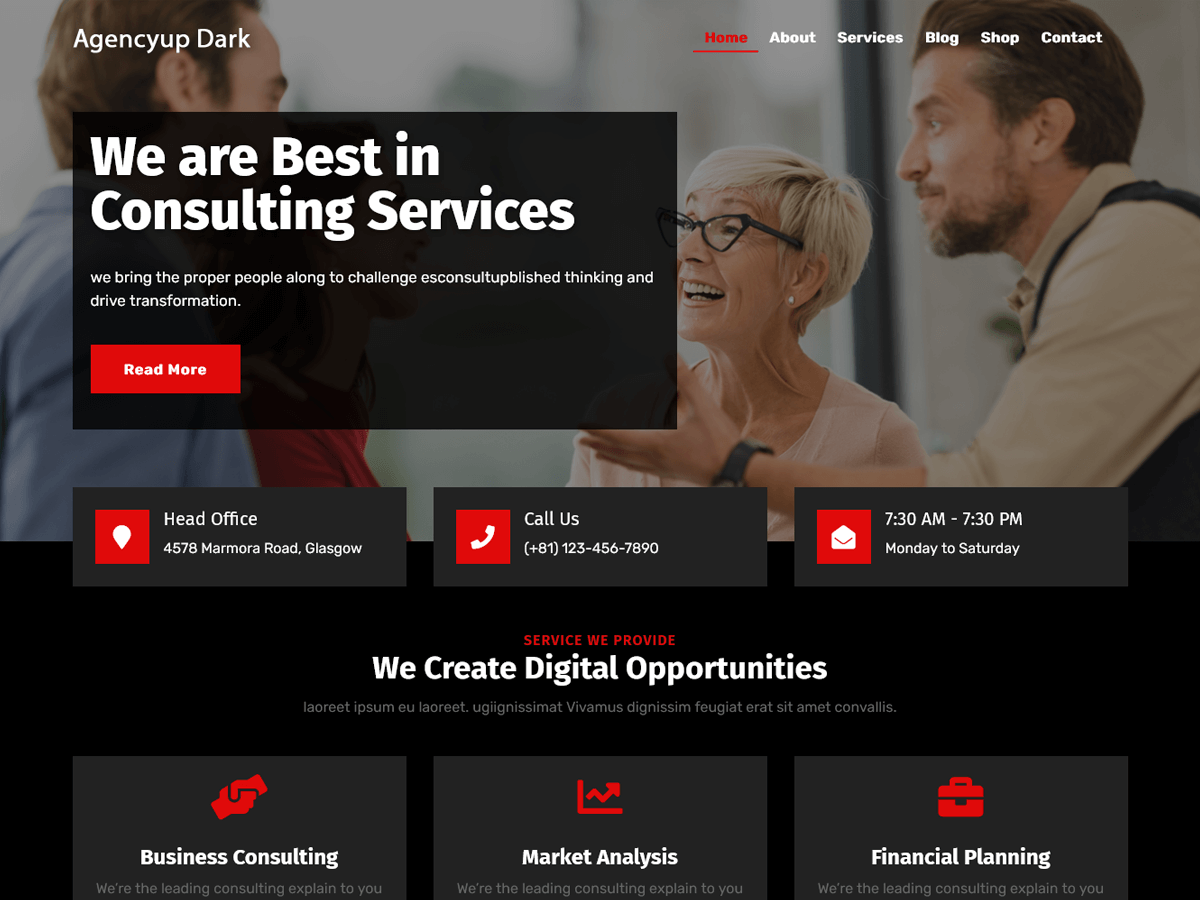 Agencyup Dark
Home About Services Blog Shop Contact
We are Best in
Consulting Services
we bring the proper people along to challenge esconsultupblished thinking and
drive transformation.
Read More
Head Office
4578 Marmora Road, Glasgow
Call Us
(+81) 123-456-7890
7:30 AM - 7:30 PM
Monday to Saturday
SERVICE WE PROVIDE
We Create Digital Opportunities
laoreet ipsum eu laoreet. ugiignissimat Vivamus dignissim feugiat erat sit amet convallis.
Business Consulting
We're the leading consulting explain to you
Market Analysis
We're the leading consulting explain to you
Financial Planning
We're the leading consulting explain to you